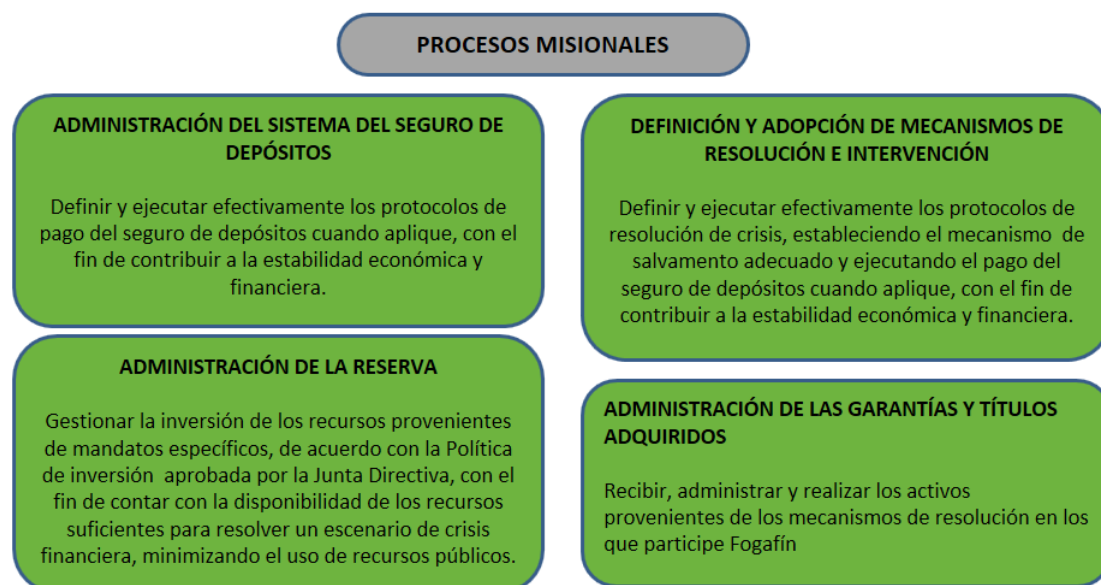 PROCESOS MISIONALES
ADMINISTRACIÓN DEL SISTEMA DEL SEGURO DE
DEPÓSITOS
Definir y ejecutar efectivamente los protocolos de
pago del seguro de depósitos cuando aplique, con el
fin de contribuir a la estabilidad económica y
financiera.
DEFINICIÓN Y ADOPCIÓN DE MECANISMOS DE
RESOLUCIÓN E INTERVENCIÓN
Definir y ejecutar efectivamente los protocolos de
resolución de crisis, estableciendo el mecanismo de
salvamento adecuado y ejecutando el pago del
seguro de depósitos cuando aplique, con el fin de
contribuir a la estabilidad económica y financiera.
ADMINISTRACIÓN DE LA RESERVA
Gestionar la inversión de los recursos provenientes
de mandatos específicos, de acuerdo con la Política
de inversión aprobada por la Junta Directiva, con el
fin de contar con la disponibilidad de los recursos
suficientes para resolver un escenario de crisis
financiera, minimizando el uso de recursos públicos.
ADMINISTRACIÓN DE LAS GARANTÍAS Y TÍTULOS
ADQUIRIDOS
Recibir, administrar y realizar los activos
provenientes de los mecanismos de resolución en los
que participe Fogafín